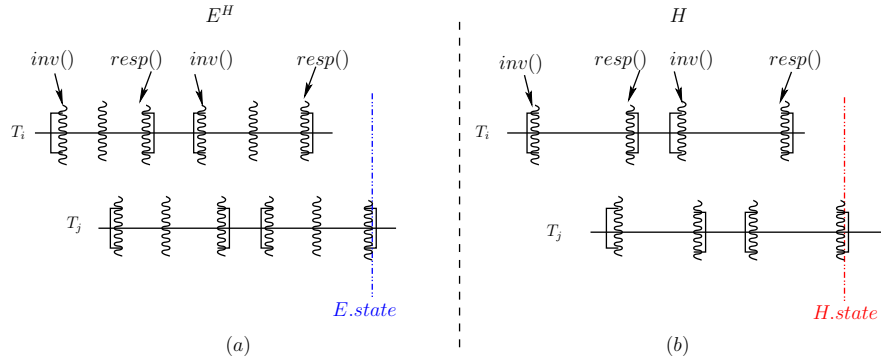 E^H
H
inv() resp() inv() resp()
inv() resp() inv() resp()
T_i
T_i
T_j
T_j
E.state
H.state
(a)
(b)